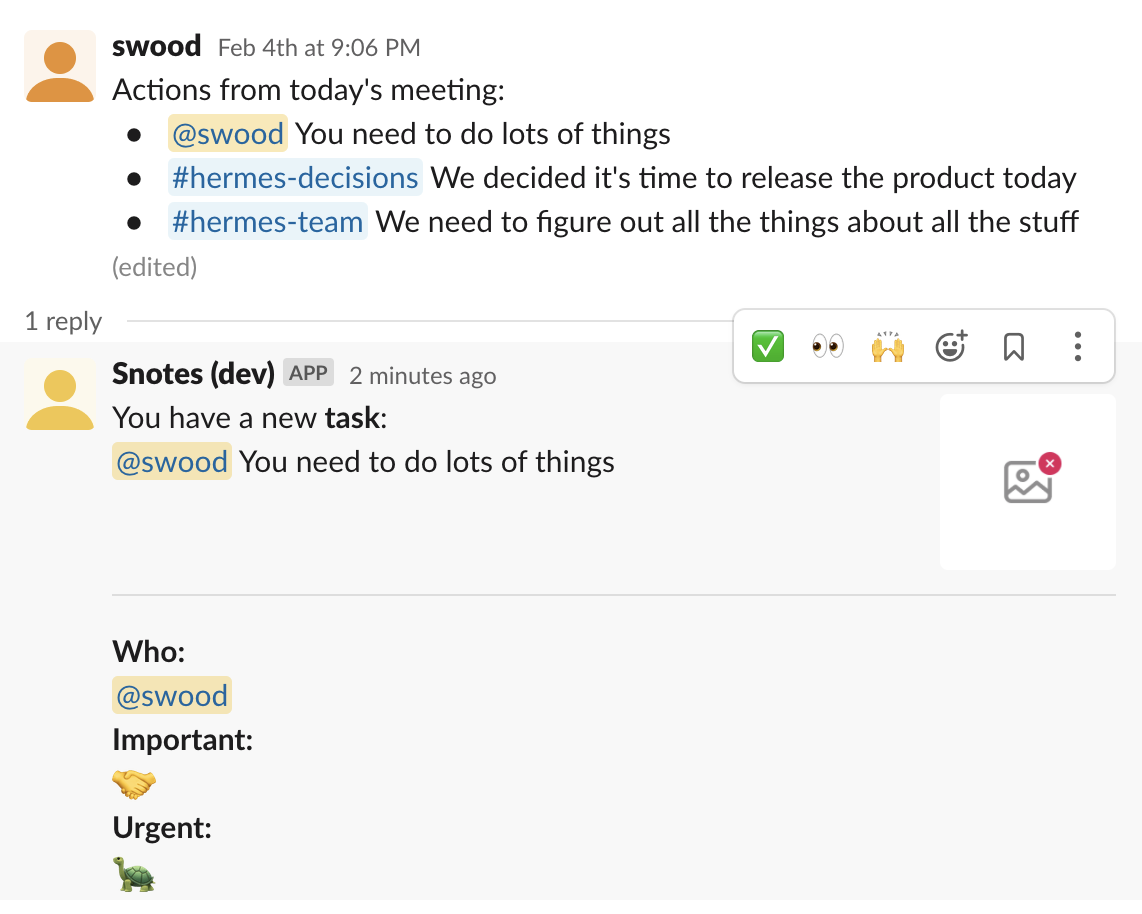 swood Feb 4th at 9:06 PM
Actions from today's meeting:
● @swood You need to do lots of things
● #hermes-decisions We decided it's time to release the product today
● #hermes-team We need to figure out all the things about all the stuff
(edited)
1 reply
Snotes (dev) APP 2 minutes ago
You have a new task:
@swood You need to do lots of things
Who:
@swood
Important:
🤝
Urgent:
🐢